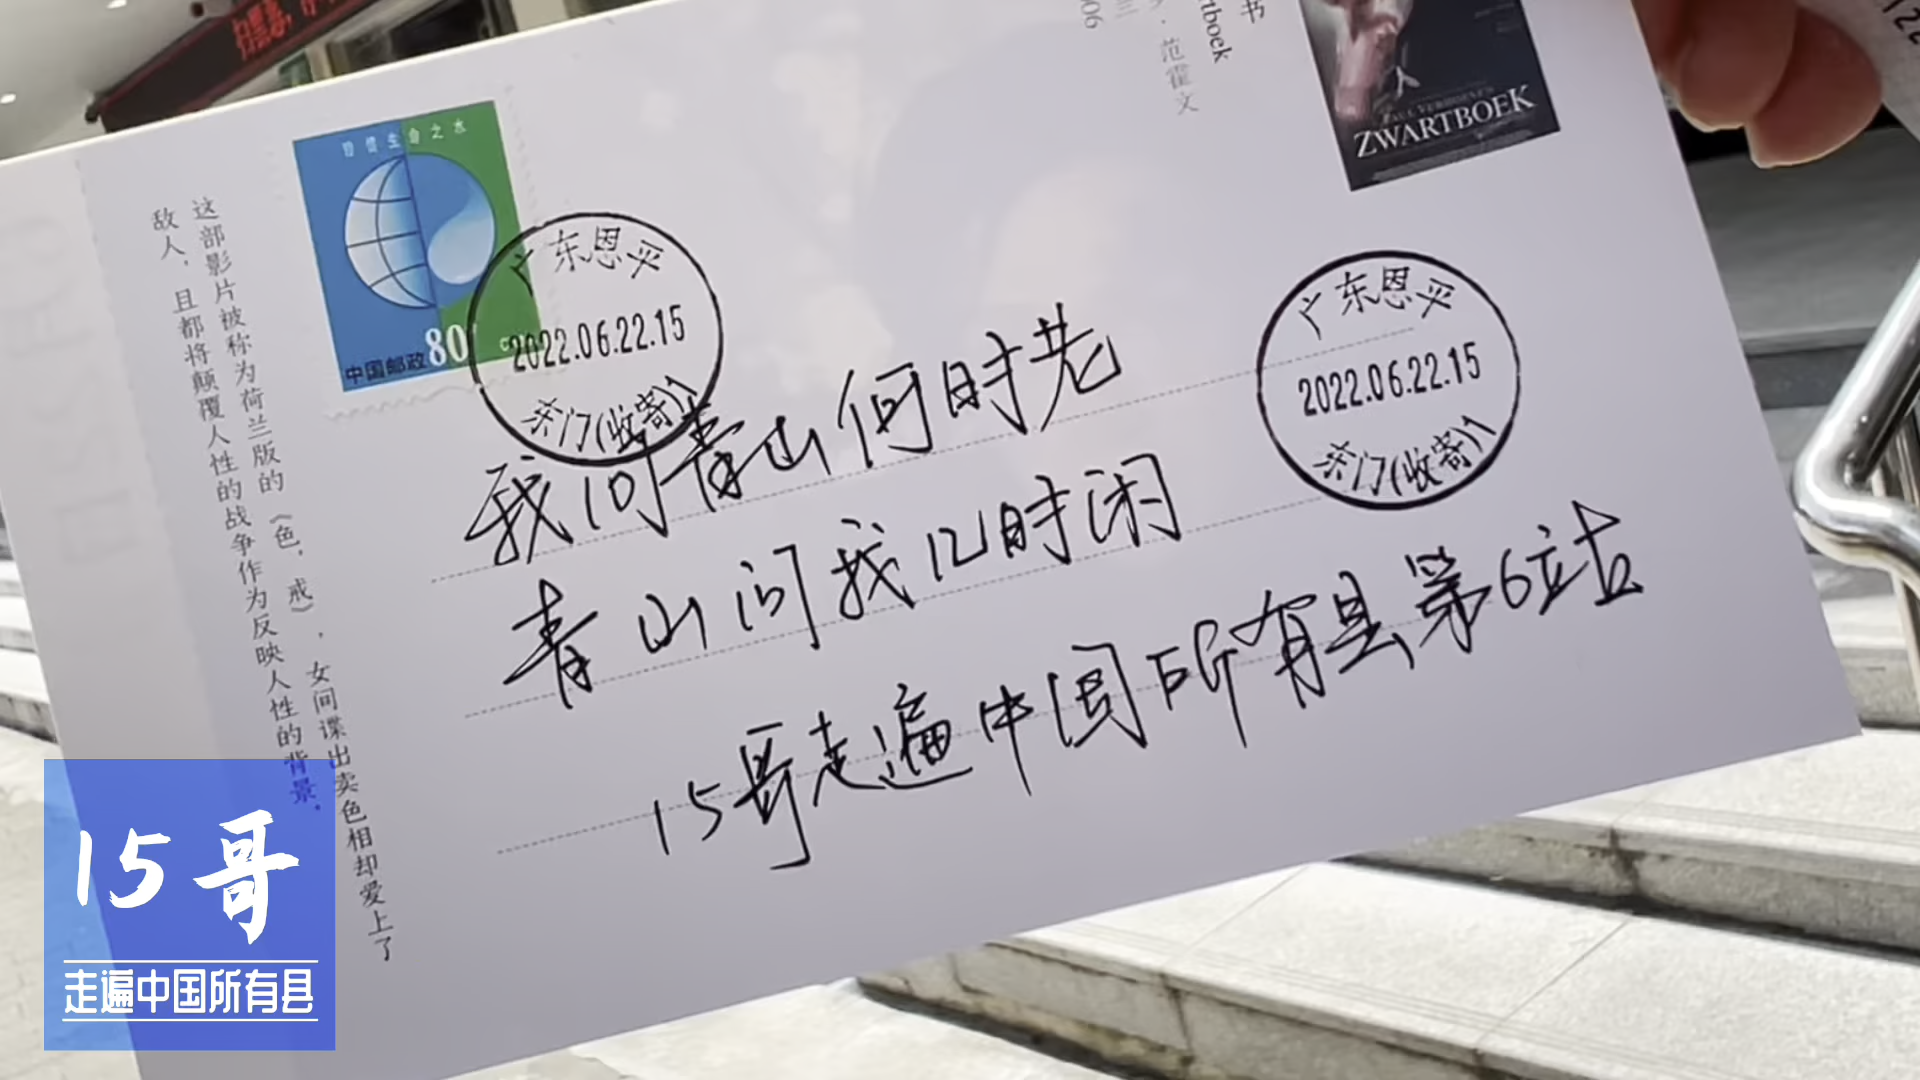 珍惜生命之水
中国邮政 80
广东恩平
2022.06.22.15
东门(收寄)1
Zwartboek
范霍文
ZWARTBOEK
广东恩平
2022.06.22.15
东门(收寄)1
我问青山何时老
青山问我几时闲
15哥走遍中国所有县,第6站
这部影片被称为荷兰版的《色,戒》,女间谍出卖色相却爱上了
敌人,且都将颠覆人性的战争作为反映人性的背景。
15哥
走遍中国所有县